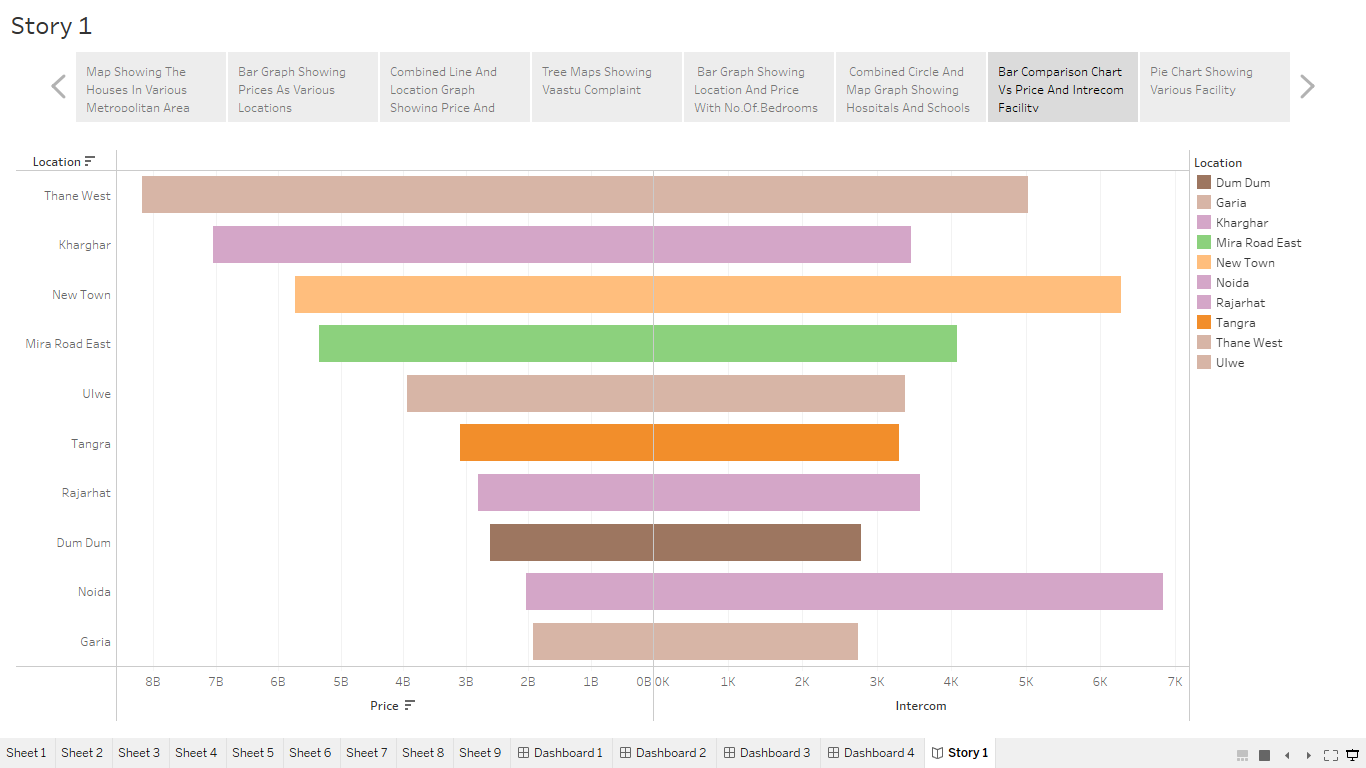 Story 1
Map Showing The
Houses In Various
Metropolitan Area
Bar Graph Showing
Prices As Various
Locations
Combined Line And
Location Graph
Showing Price And
Tree Maps Showing
Vaastu Complaint
Bar Graph Showing
Location And Price
With No.Of.Bedrooms
Combined Circle And
Map Graph Showing
Hospitals And Schools
Bar Comparison Chart
Vs Price And Intrecom
Facility
Pie Chart Showing
Various Facility
Location
Thane West
Kharghar
New Town
Mira Road East
Ulwe
Tangra
Rajarhat
Dum Dum
Noida
Garia
8B 7B 6B 5B 4B 3B 2B 1B 0B 0K 1K 2K 3K 4K 5K 6K 7K
Price Intercom
Location
Dum Dum
Garia
Kharghar
Mira Road East
New Town
Noida
Rajarhat
Tangra
Thane West
Ulwe
Sheet 1 Sheet 2 Sheet 3 Sheet 4 Sheet 5 Sheet 6 Sheet 7 Sheet 8 Sheet 9 Dashboard 1 Dashboard 2 Dashboard 3 Dashboard 4 Story 1